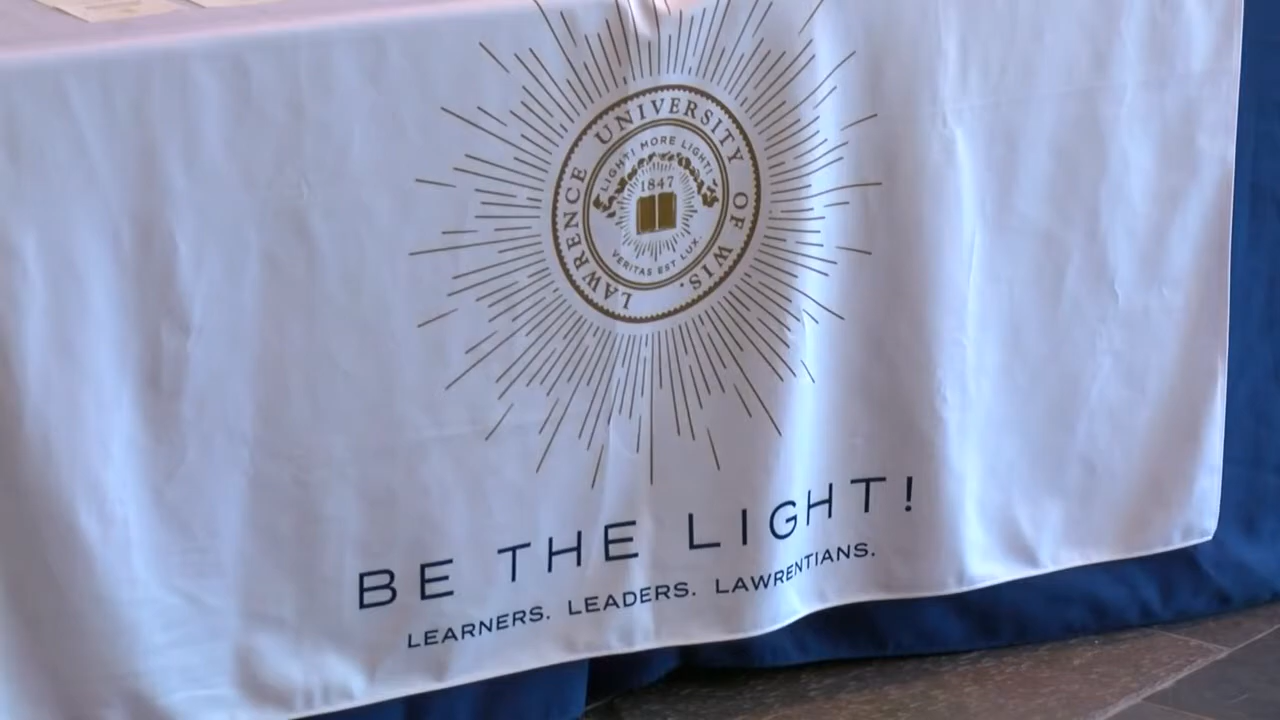 LAWRENCE UNIVERSITY OF WIS.
LIGHT! MORE LIGHT!
1847
VERITAS EST LUX.
BE THE LIGHT!
LEARNERS. LEADERS. LAWRENTIANS.